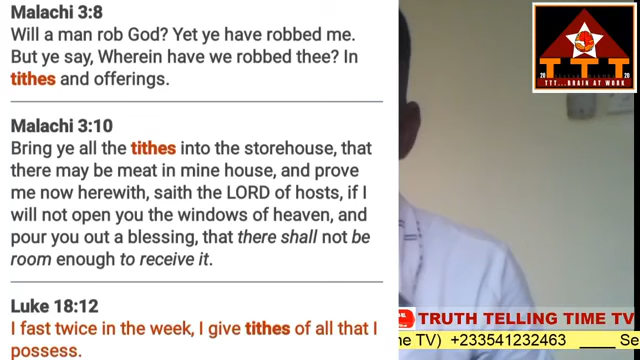 Malachi 3:8
Will a man rob God? Yet ye have robbed me.
But ye say, Wherein have we robbed thee? In
tithes and offerings.
Malachi 3:10
Bring ye all the tithes into the storehouse, that
there may be meat in mine house, and prove
me now herewith, saith the LORD of hosts, if I
will not open you the windows of heaven, and
pour you out a blessing, that there shall not be
room enough to receive it.
Luke 18:12
I fast twice in the week, I give tithes of all that I
possess.
T T T
20
20
TTT...BRAIN AT WORK
TRUTH TELLING TIME TV
me TV) +233541232463 ____ Se